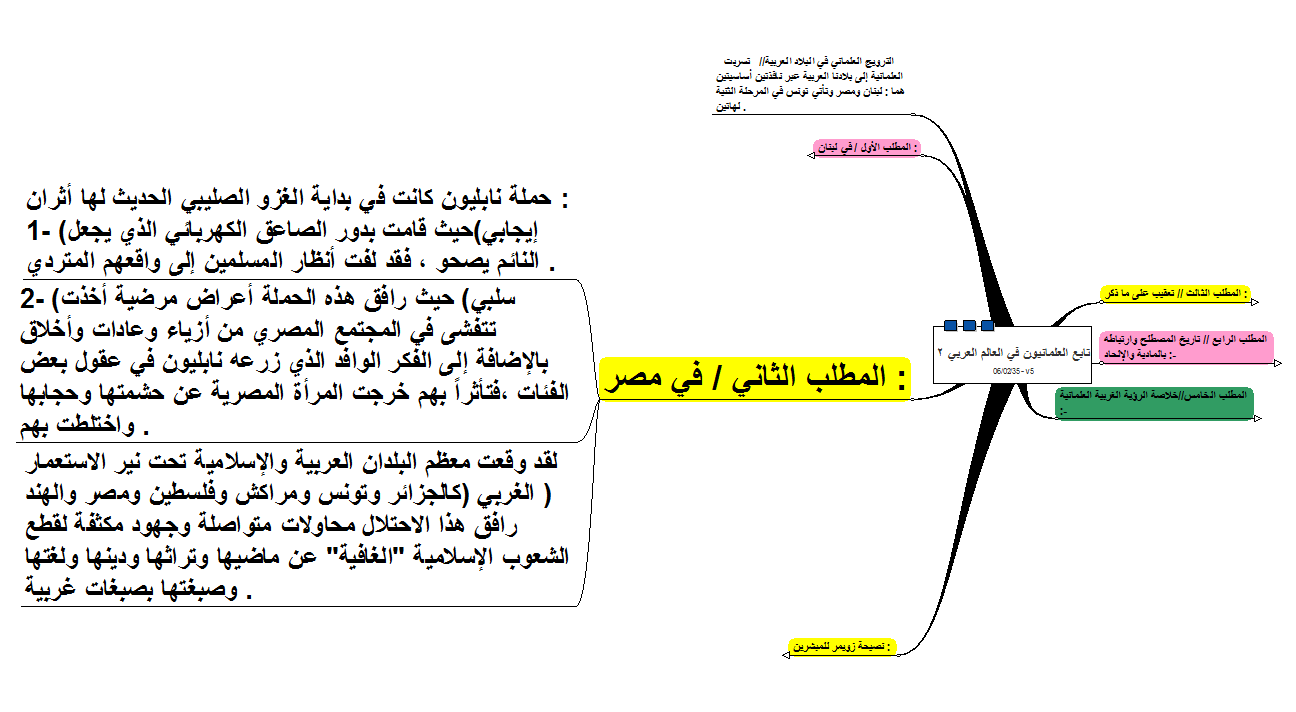 تابع العلمانيون في العالم العربي ٢
06/02/35 - v5
الترويج العلماني في البلاد العربية// تسربت
العلمانية إلى بلادنا العربية عبر نافذتين أساسيتين
هما : لبنان ومصر وتأتي تونس في المرحلة الثنية
لهاتين .
المطلب الأول / في لبنان :
المطلب الثاني / في مصر :
حملة نابليون كانت في بداية الغزو الصليبي الحديث لها أثران :
1- (إيجابي)حيث قامت بدور الصاعق الكهربائي الذي يجعل
النائم يصحو ، فقد لفت أنظار المسلمين إلى واقعهم المتردي .
2- (سلبي) حيث رافق هذه الحملة أعراض مرضية أخذت
تتفشى في المجتمع المصري من أزياء وعادات وأخلاق
بالإضافة إلى الفكر الوافد الذي زرعه نابليون في عقول بعض
الفئات ،فتأثراً بهم خرجت المرأة المصرية عن حشمتها وحجابها
واختلطت بهم .
لقد وقعت معظم البلدان العربية والإسلامية تحت نير الاستعمار
الغربي (كالجزائر وتونس ومراكش وفلسطين ومصر والهند )
رافق هذا الاحتلال محاولات متواصلة وجهود مكثفة لقطع
الشعوب الإسلامية "الغافية" عن ماضيها وتراثها ودينها ولغتها
وصبغتها بصبغات غربية .
نصيحة زويمر للمبشرين :
المطلب الثالث // تعقيب على ما ذكر :
المطلب الرابع // تاريخ المصطلح وارتباطه
بالمادية والإلحاد :-
المطلب الخامس//خلاصة الرؤية الغربية العلمانية
:-